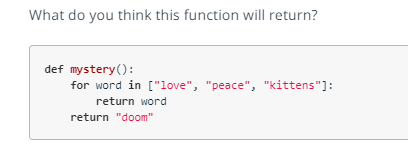 What do you think this function will return?
def mystery():
    for word in ["love", "peace", "kittens"]:
        return word
    return "doom"